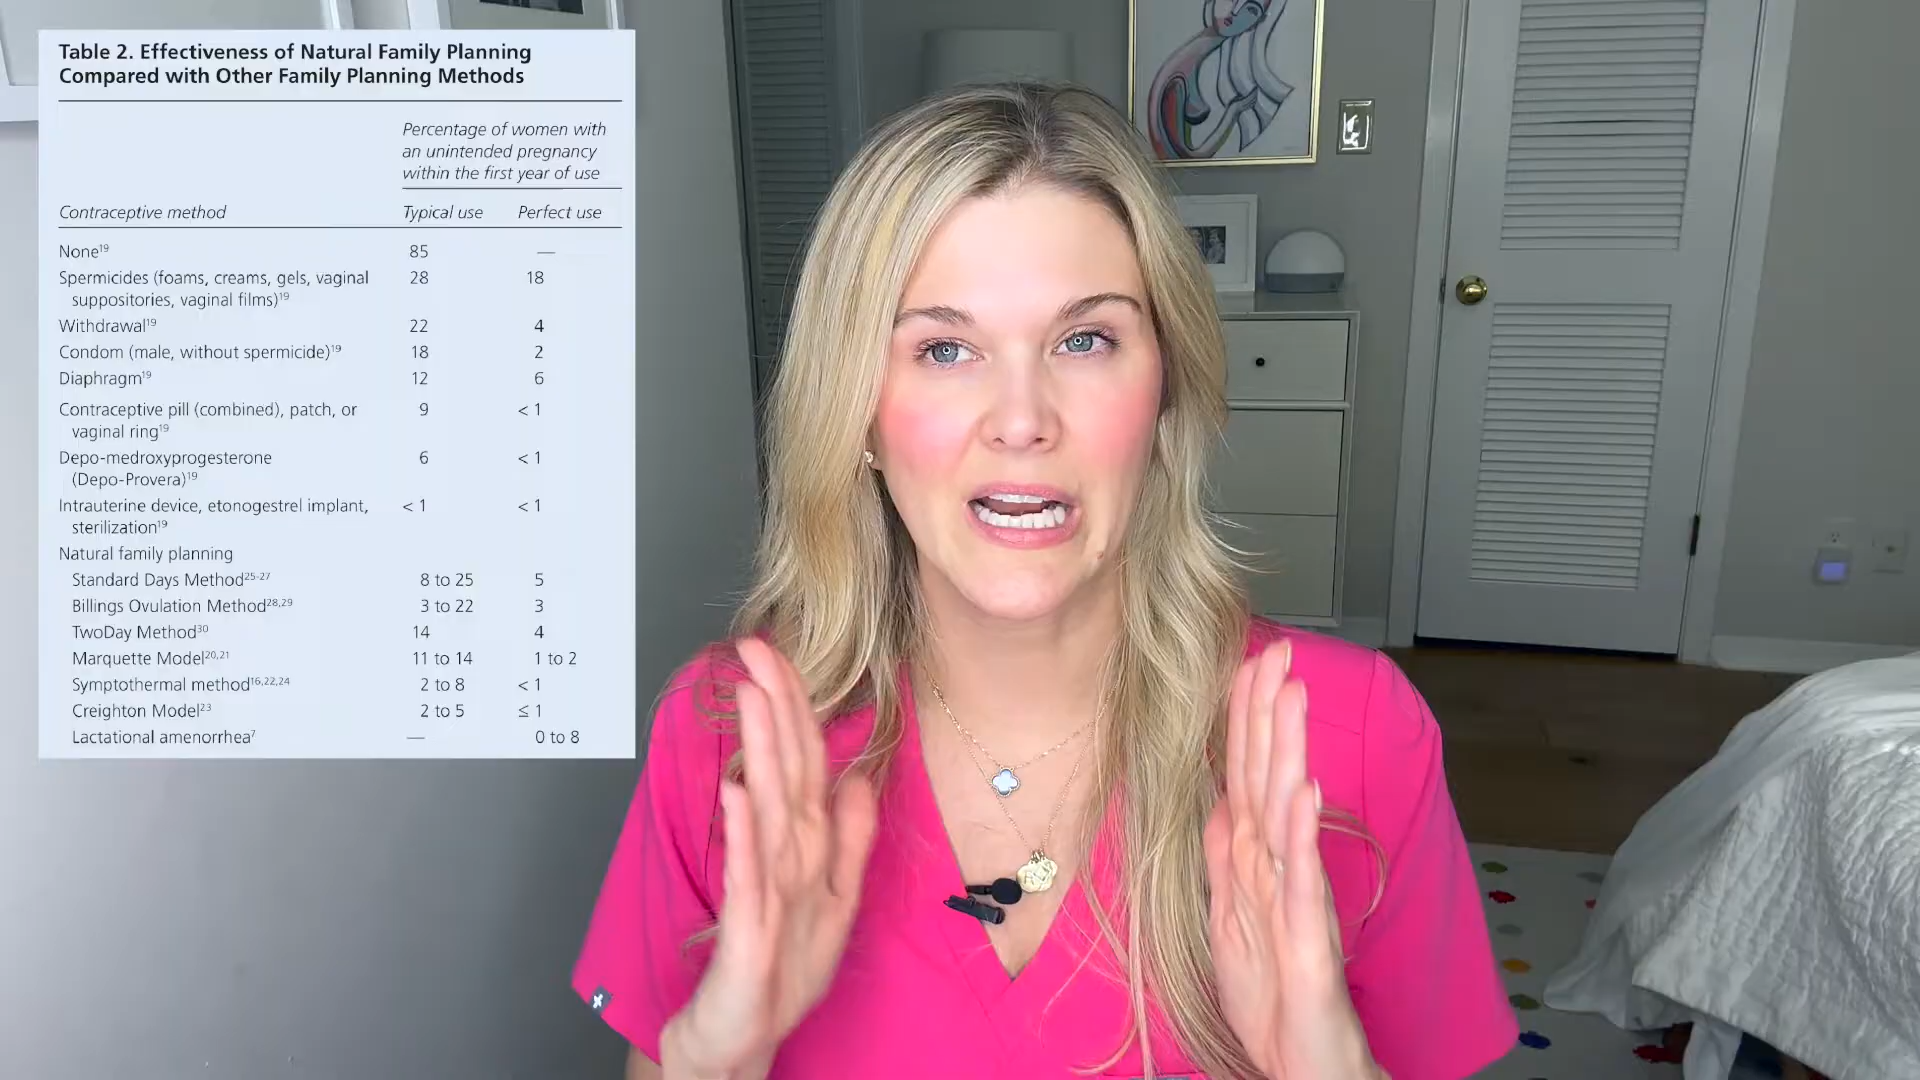 Table 2. Effectiveness of Natural Family Planning
Compared with Other Family Planning Methods
Percentage of women with
an unintended pregnancy
within the first year of use
Contraceptive method Typical use Perfect use
None19 85 —
Spermicides (foams, creams, gels, vaginal 28 18
suppositories, vaginal films)19
Withdrawal19 22 4
Condom (male, without spermicide)19 18 2
Diaphragm19 12 6
Contraceptive pill (combined), patch, or 9 < 1
vaginal ring19
Depo-medroxyprogesterone 6 < 1
(Depo-Provera)19
Intrauterine device, etonogestrel implant, < 1 < 1
sterilization19
Natural family planning
Standard Days Method25-27 8 to 25 5
Billings Ovulation Method28,29 3 to 22 3
TwoDay Method30 14 4
Marquette Model20,21 11 to 14 1 to 2
Symptothermal method16,22,24 2 to 8 < 1
Creighton Model23 2 to 5 ≤ 1
Lactational amenorrhea7 — 0 to 8